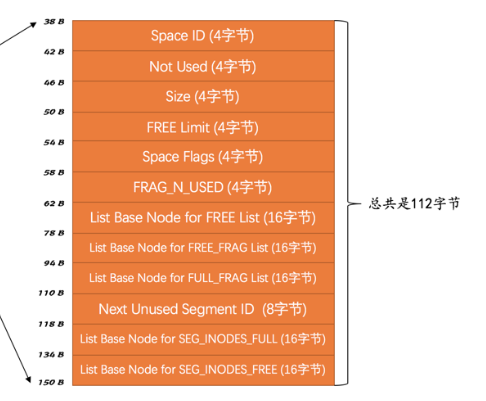 38 B
Space ID (4字节)
42 B
Not Used (4字节)
46 B
Size (4字节)
50 B
FREE Limit (4字节)
54 B
Space Flags (4字节)
58 B
FRAG_N_USED (4字节)
62 B
List Base Node for FREE List (16字节)
78 B
List Base Node for FREE_FRAG List (16字节)
94 B
List Base Node for FULL_FRAG List (16字节)
110 B
Next Unused Segment ID (8字节)
118 B
List Base Node for SEG_INODES_FULL (16字节)
134 B
List Base Node for SEG_INODES_FREE (16字节)
150 B
总共是112字节